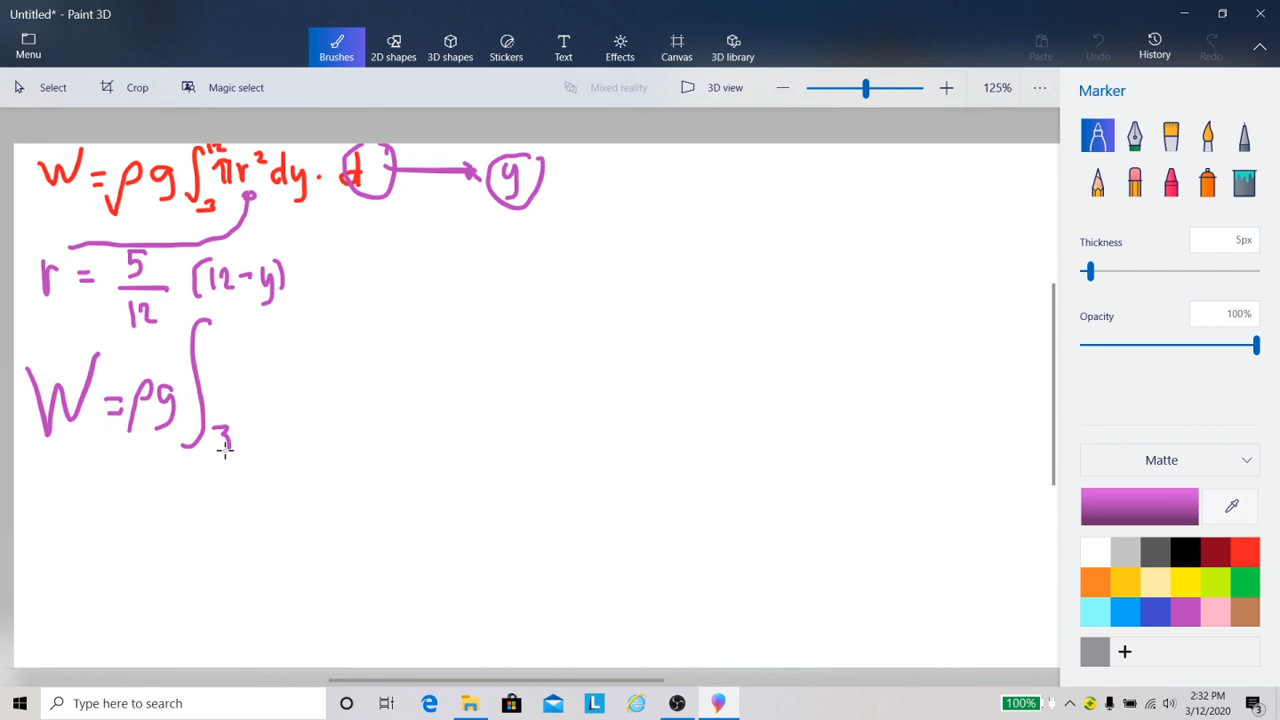 Untitled* - Paint 3D
Menu
Brushes
2D shapes
3D shapes
Stickers
Text
Effects
Canvas
3D library
Paste
Undo
History
Redo
Select
Crop
Magic select
Mixed reality
3D view
125%
Marker
Thickness
5px
Opacity
100%
Matte
W = ρg ∫₃¹² πr² dy · d → y
r = 5/12 (12 - y)
W = ρg ∫₃
Type here to search
100%
2:32 PM
3/12/2020
3